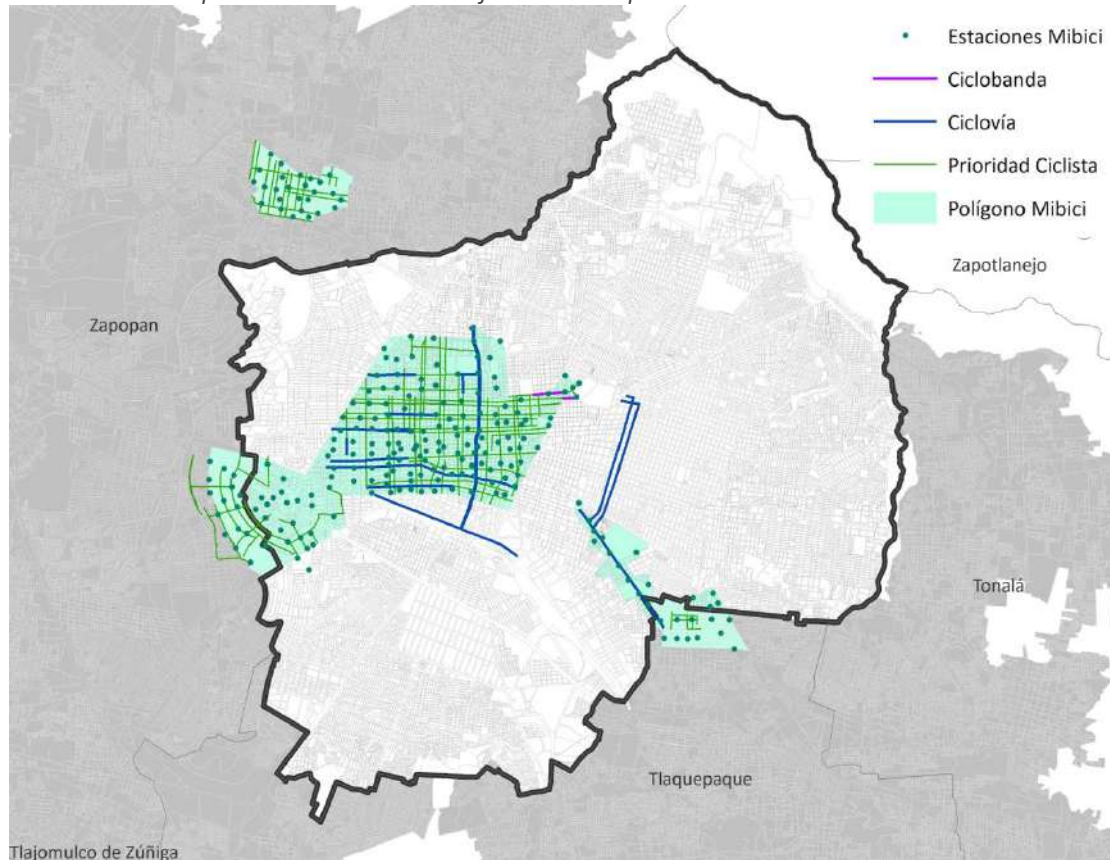 Estaciones Mibici
Ciclobanda
Ciclovía
Prioridad Ciclista
Polígono Mibici
Zapotlanejo
Zapopan
Tonalá
Tlaquepaque
Tlajomulco de Zúñiga